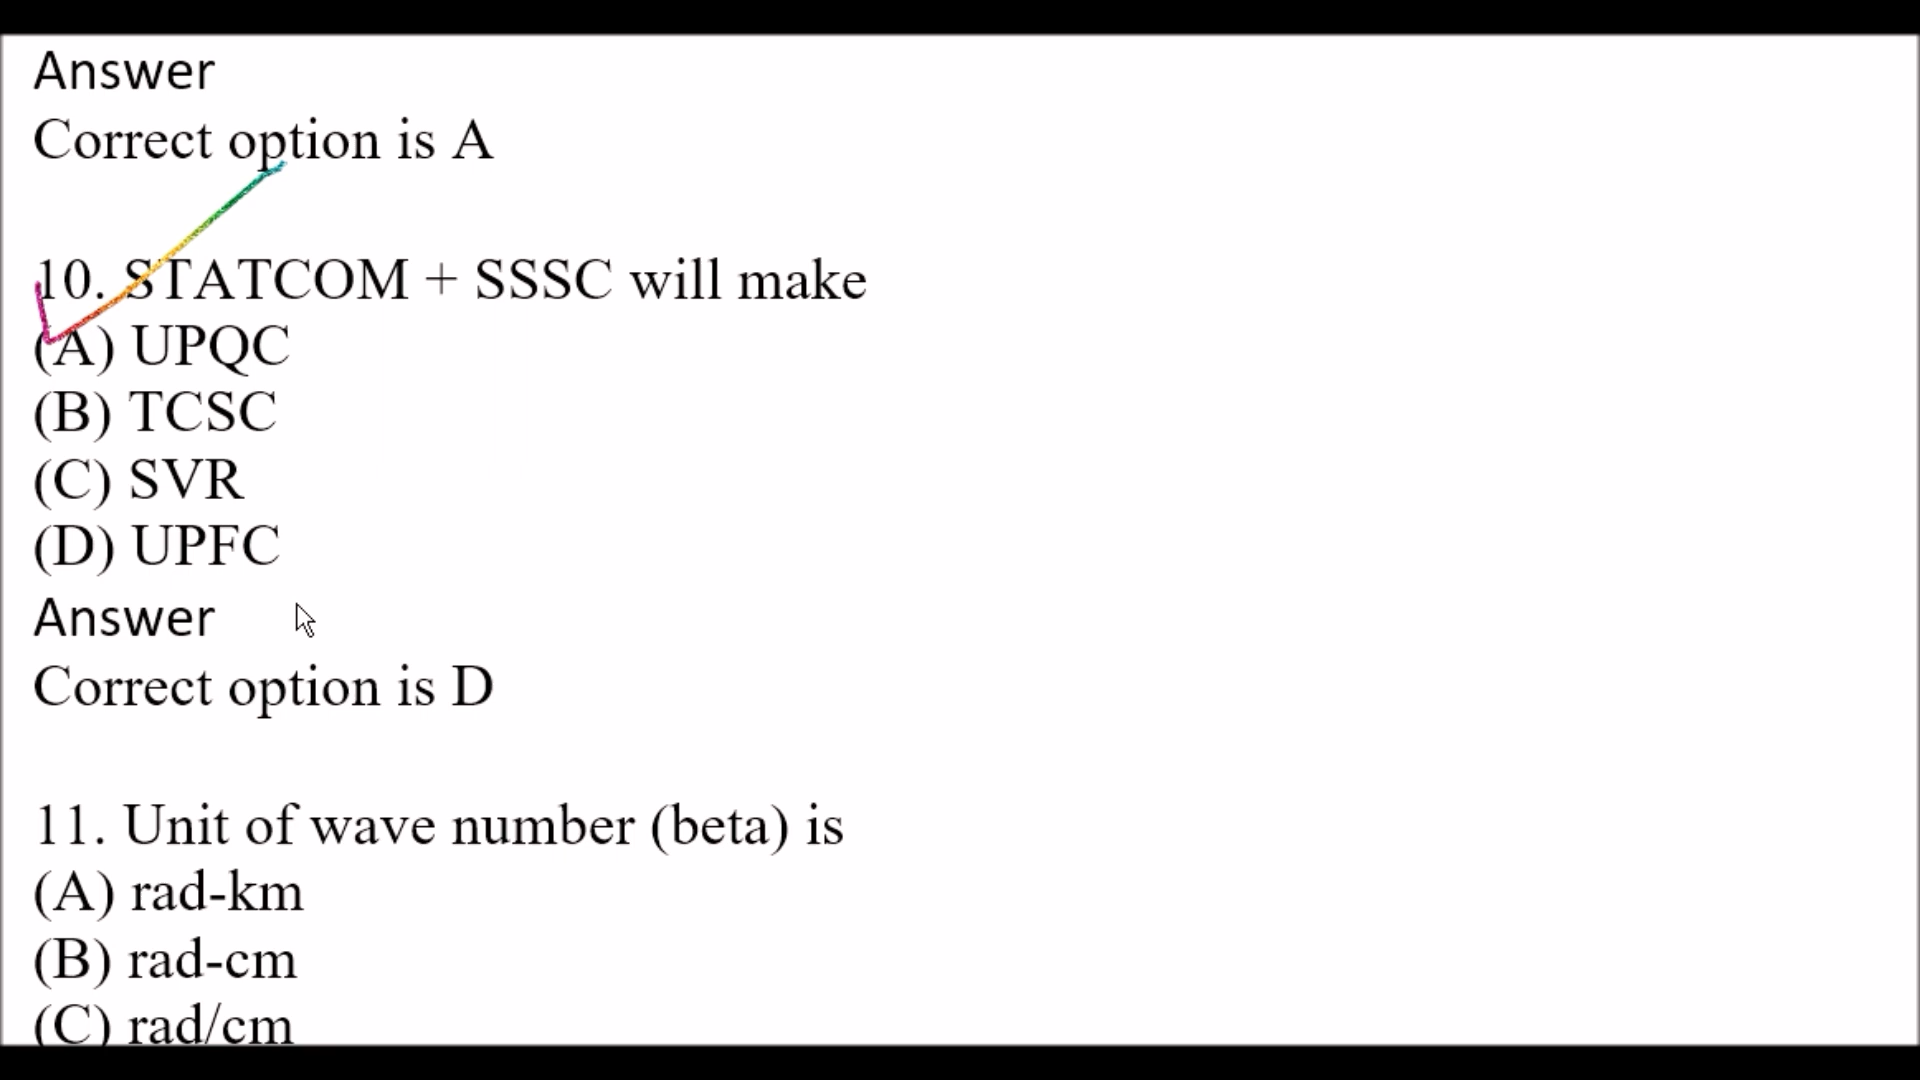 Answer
Correct option is A
10. STATCOM + SSSC will make
(A) UPQC
(B) TCSC
(C) SVR
(D) UPFC
Answer
Correct option is D
11. Unit of wave number (beta) is
(A) rad-km
(B) rad-cm
(C) rad/cm